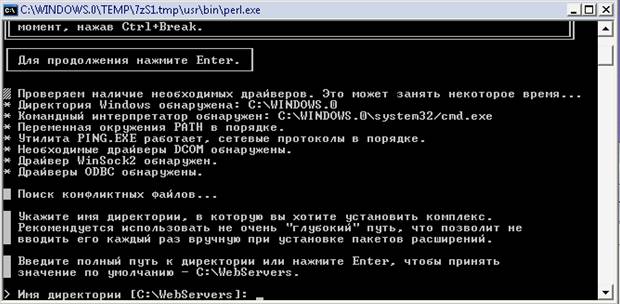 C:\WINDOWS.0\TEMP\7zS1.tmp\usr\bin\perl.exe
момент, нажав Ctrl+Break.
Для продолжения нажмите Enter.
Проверяем наличие необходимых драйверов. Это может занять некоторое время...
* Директория Windows обнаружена: C:\WINDOWS.0
* Командный интерпретатор обнаружен: C:\WINDOWS.0\system32/cmd.exe
* Переменная окружения PATH в порядке.
* Утилита PING.EXE работает, сетевые протоколы в порядке.
* Необходимые драйверы DCOM обнаружены.
* Драйвер WinSock2 обнаружен.
* Драйверы ODBC обнаружены.
Поиск конфликтных файлов...
Укажите имя директории, в которую вы хотите установить комплекс.
Рекомендуется использовать не очень "глубокий" путь, что позволит не
вводить его каждый раз вручную при установке пакетов расширений.
Введите полный путь к директории или нажмите Enter, чтобы принять
значение по умолчанию - C:\WebServers.
> Имя директории [C:\WebServers]: _